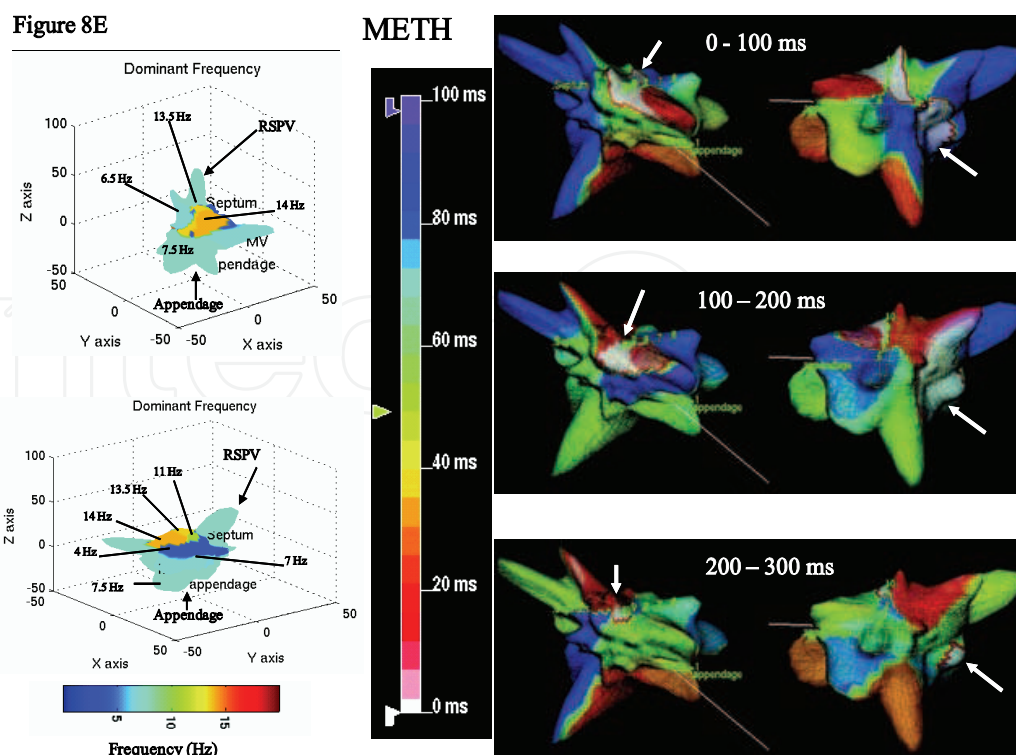 Figure 8E
METH
Dominant Frequency
13.5 Hz
RSPV
100
6.5 Hz
50
Septum
14 Hz
Z axis
0
7.5 Hz
MV
pendage
-50
50
Appendage
50
0
0
Y axis
-50
-50
X axis
Dominant Frequency
100
RSPV
11 Hz
50
13.5 Hz
14 Hz
Septum
Z axis
0
4 Hz
7 Hz
7.5 Hz
appendage
-50
-50
Appendage
50
0
0
X axis
50
-50
Y axis
5
10
15
Frequency (Hz)
100 ms
80 ms
60 ms
40 ms
20 ms
0 ms
0 - 100 ms
Septum
appendage
100 – 200 ms
appendage
200 – 300 ms
appendage